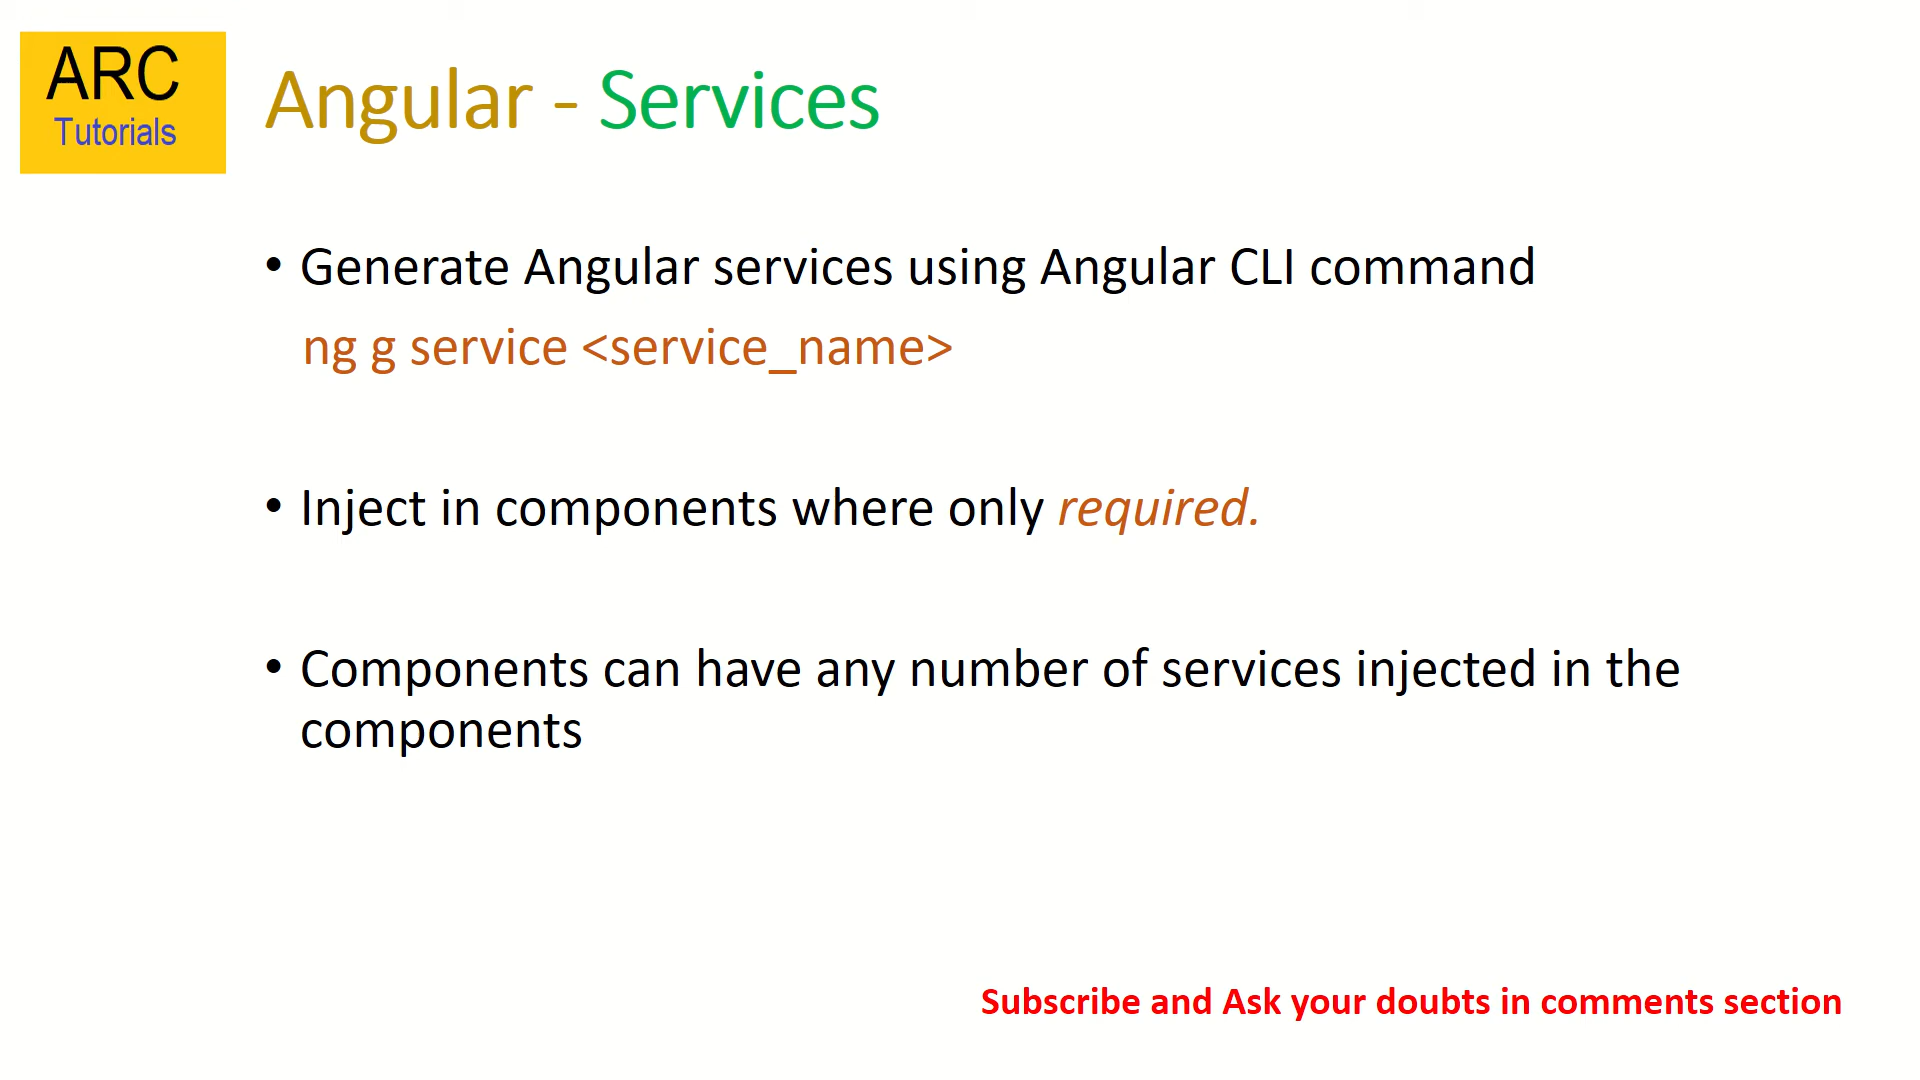 ARC
Tutorials
Angular - Services
• Generate Angular services using Angular CLI command
ng g service <service_name>
• Inject in components where only required.
• Components can have any number of services injected in the
components
Subscribe and Ask your doubts in comments section